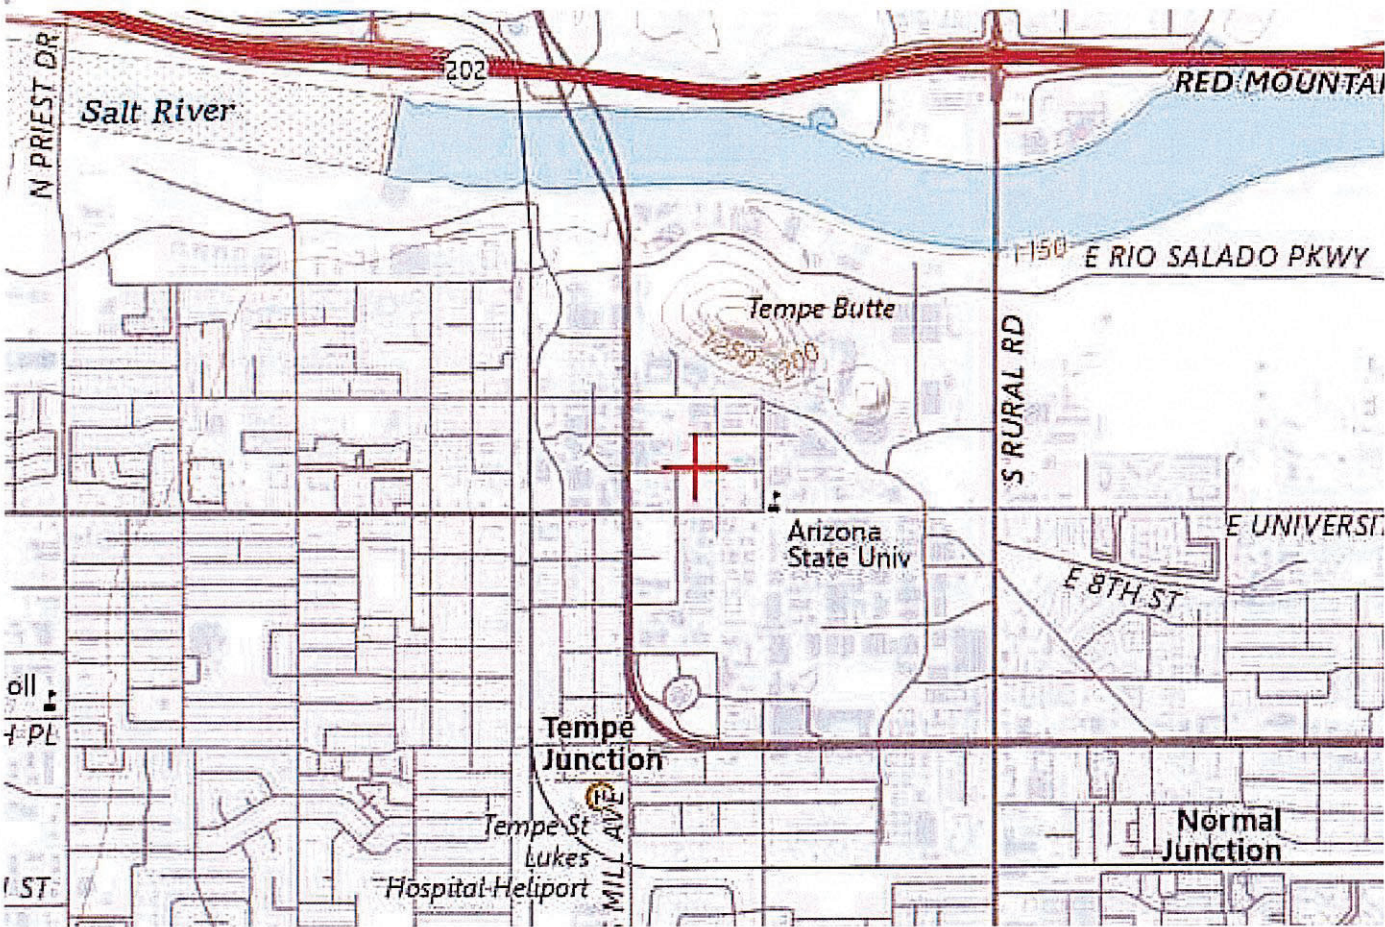 202
RED MOUNTAI
N PRIEST DR
Salt River
1190
E RIO SALADO PKWY
Tempe Butte
1250
1200
S RURAL RD
Arizona
State Univ
E UNIVERSI
E 8TH ST
oll
H PL
Tempe
Junction
H
Tempe St
Lukes
Hospital Heliport
S MILL AVE
Normal
Junction
ST